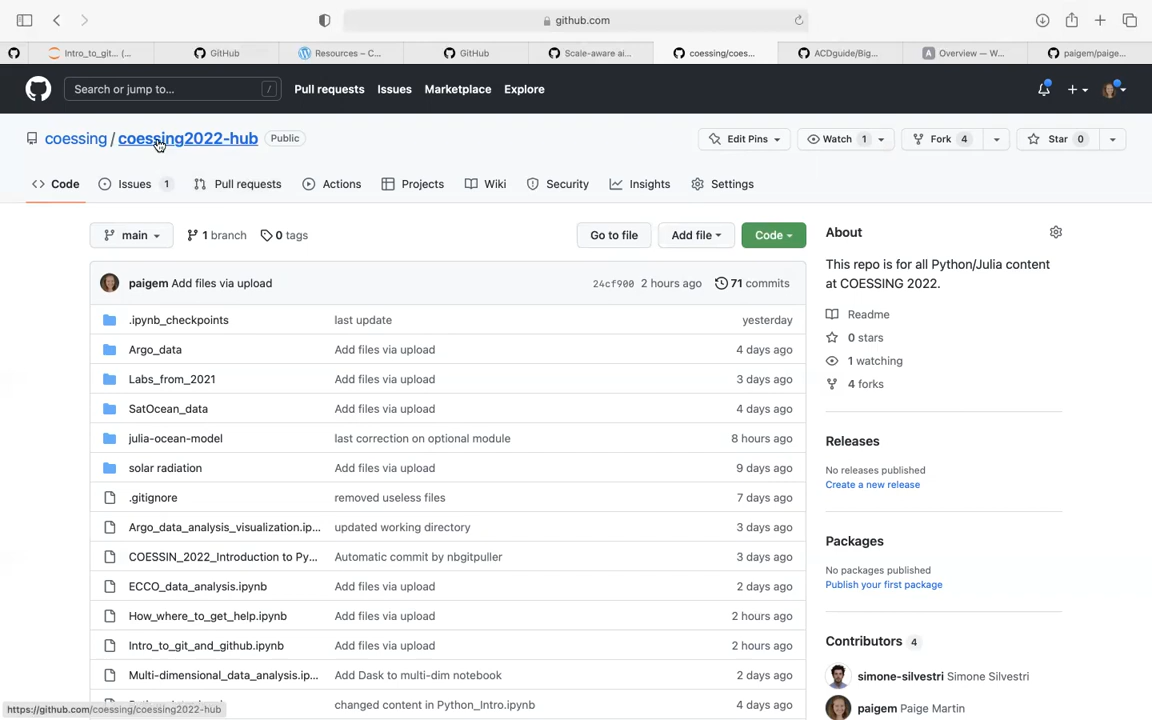 github.com
Intro_to_git... (...
GitHub
Resources – C...
GitHub
Scale-aware ai...
coessing/coes...
ACDguide/Big...
Overview — W...
paigem/paige...
Search or jump to...
/
Pull requests
Issues
Marketplace
Explore
coessing / coessing2022-hub
Public
Edit Pins
Watch 1
Fork 4
Star 0
Code
Issues 1
Pull requests
Actions
Projects
Wiki
Security
Insights
Settings
main
1 branch
0 tags
Go to file
Add file
Code
paigem Add files via upload
24cf900 2 hours ago
71 commits
.ipynb_checkpoints last update yesterday
Argo_data Add files via upload 4 days ago
Labs_from_2021 Add files via upload 3 days ago
SatOcean_data Add files via upload 4 days ago
julia-ocean-model last correction on optional module 8 hours ago
solar radiation Add files via upload 9 days ago
.gitignore removed useless files 7 days ago
Argo_data_analysis_visualization.ip... updated working directory 3 days ago
COESSIN_2022_Introduction to Py... Automatic commit by nbgitpuller 3 days ago
ECCO_data_analysis.ipynb Add files via upload 2 days ago
How_where_to_get_help.ipynb Add files via upload 2 hours ago
Intro_to_git_and_github.ipynb Add files via upload 2 hours ago
Multi-dimensional_data_analysis.ip... Add Dask to multi-dim notebook 2 days ago
changed content in Python_Intro.ipynb 4 days ago
About
This repo is for all Python/Julia content
at COESSING 2022.
Readme
0 stars
1 watching
4 forks
Releases
No releases published
Create a new release
Packages
No packages published
Publish your first package
Contributors 4
simone-silvestri Simone Silvestri
paigem Paige Martin
https://github.com/coessing/coessing2022-hub